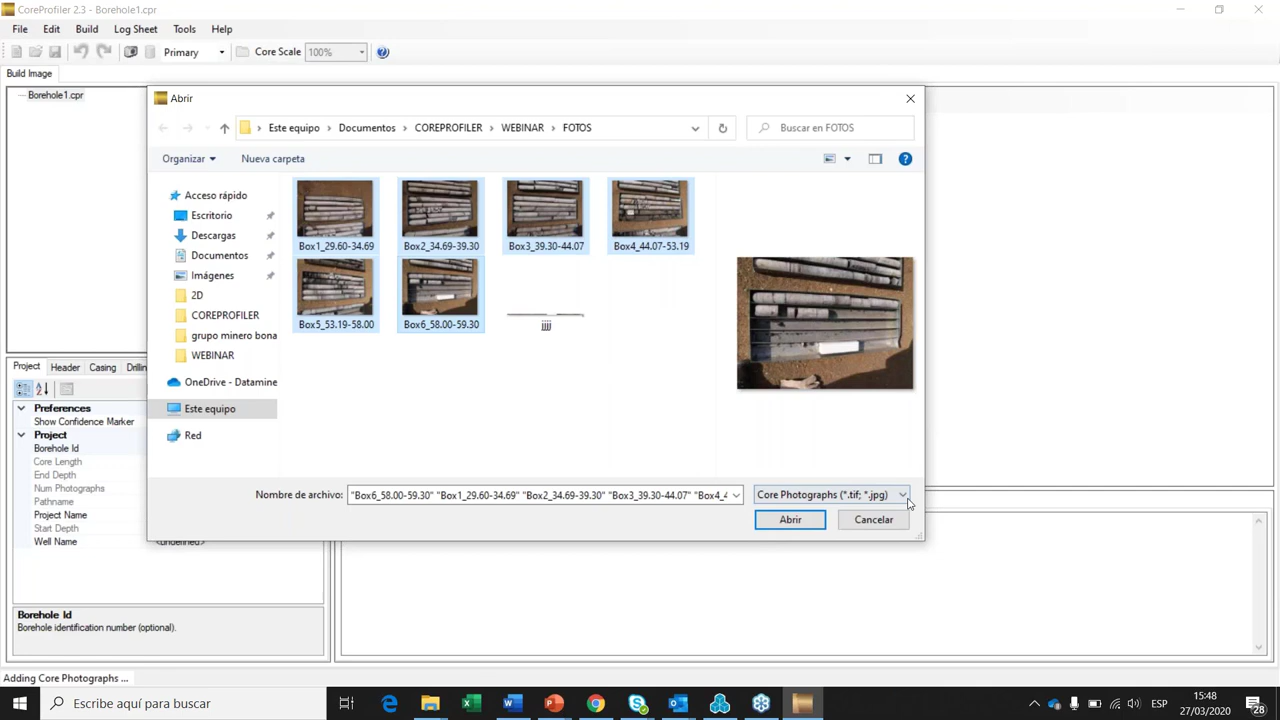 CoreProfiler 2.3 - Borehole1.cpr
File Edit Build Log Sheet Tools Help
Primary Core Scale 100%
Build Image
Borehole1.cpr
Abrir
Este equipo Documentos COREPROFILER WEBINAR FOTOS
Buscar en FOTOS
Organizar Nueva carpeta
Acceso rápido
Escritorio
Descargas
Documentos
Imágenes
2D
COREPROFILER
grupo minero bona
WEBINAR
OneDrive - Datamine
Este equipo
Red
Box1_29.60-34.69 Box2_34.69-39.30 Box3_39.30-44.07 Box4_44.07-53.19
Box5_53.19-58.00 Box6_58.00-59.30 jjjj
Nombre de archivo: "Box6_58.00-59.30" "Box1_29.60-34.69" "Box2_34.69-39.30" "Box3_39.30-44.07" "Box4_4
Core Photographs (*.tif; *.jpg)
Abrir Cancelar
Project Header Casing Drillin
Preferences
Show Confidence Marker
Project
Borehole Id
Core Length
End Depth
Num Photographs
Pathname
Project Name
Start Depth
Well Name <undefined>
Borehole Id
Borehole identification number (optional).
Adding Core Photographs ...
Escribe aquí para buscar
ESP
15:48
27/03/2020
28